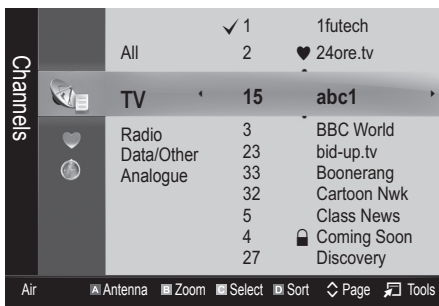 Channels
✓ 1 1futech
All 2 ♥ 24ore.tv
TV 15 abc1
Radio 3 BBC World
Data/Other 23 bid-up.tv
Analogue 33 Boonerang
32 Cartoon Nwk
5 Class News
4 Coming Soon
27 Discovery
Air A Antenna B Zoom C Select D Sort Page Tools